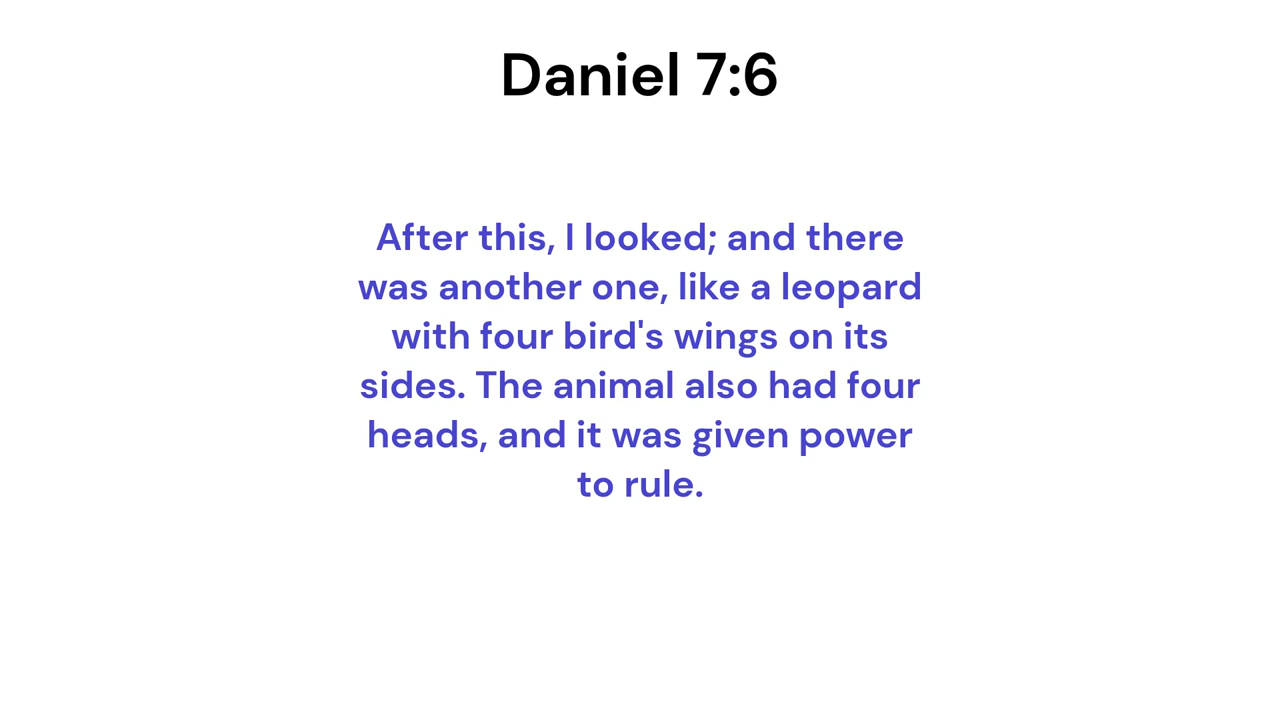 Daniel 7:6
After this, I looked; and there
was another one, like a leopard
with four bird's wings on its
sides. The animal also had four
heads, and it was given power
to rule.